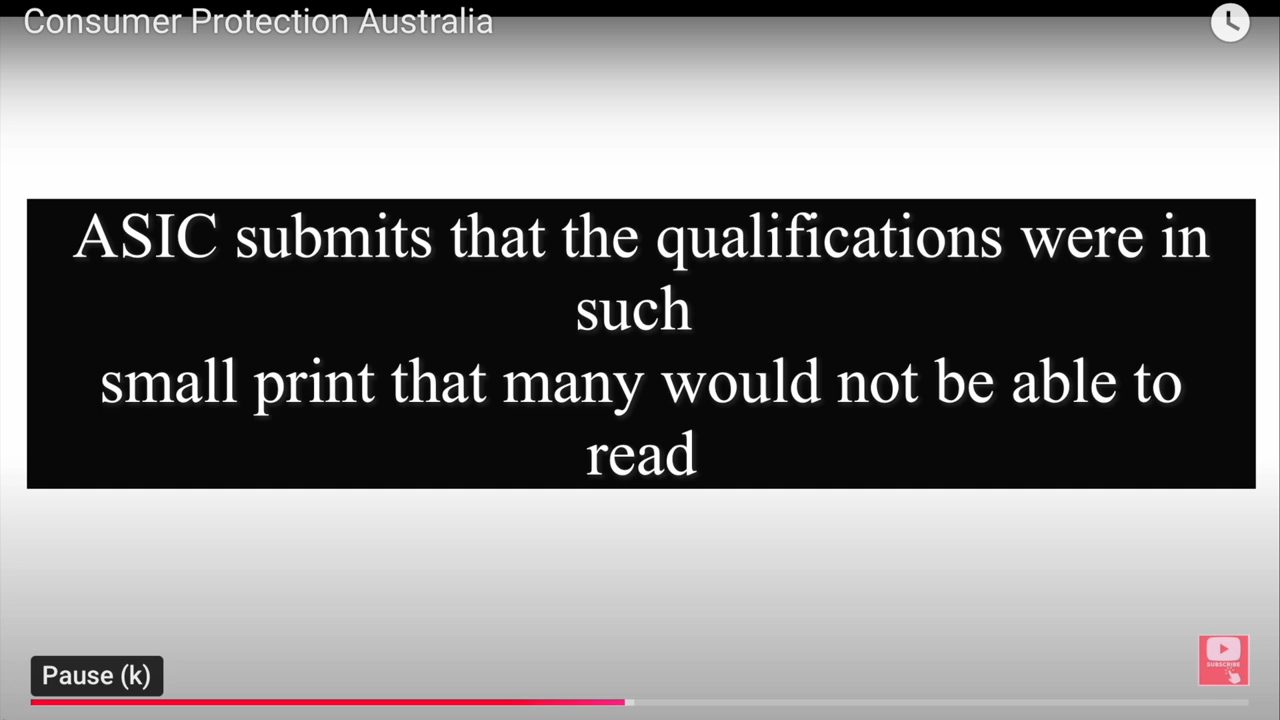 Consumer Protection Australia
ASIC submits that the qualifications were in
such
small print that many would not be able to
read
SUBSCRIBE
Pause (k)